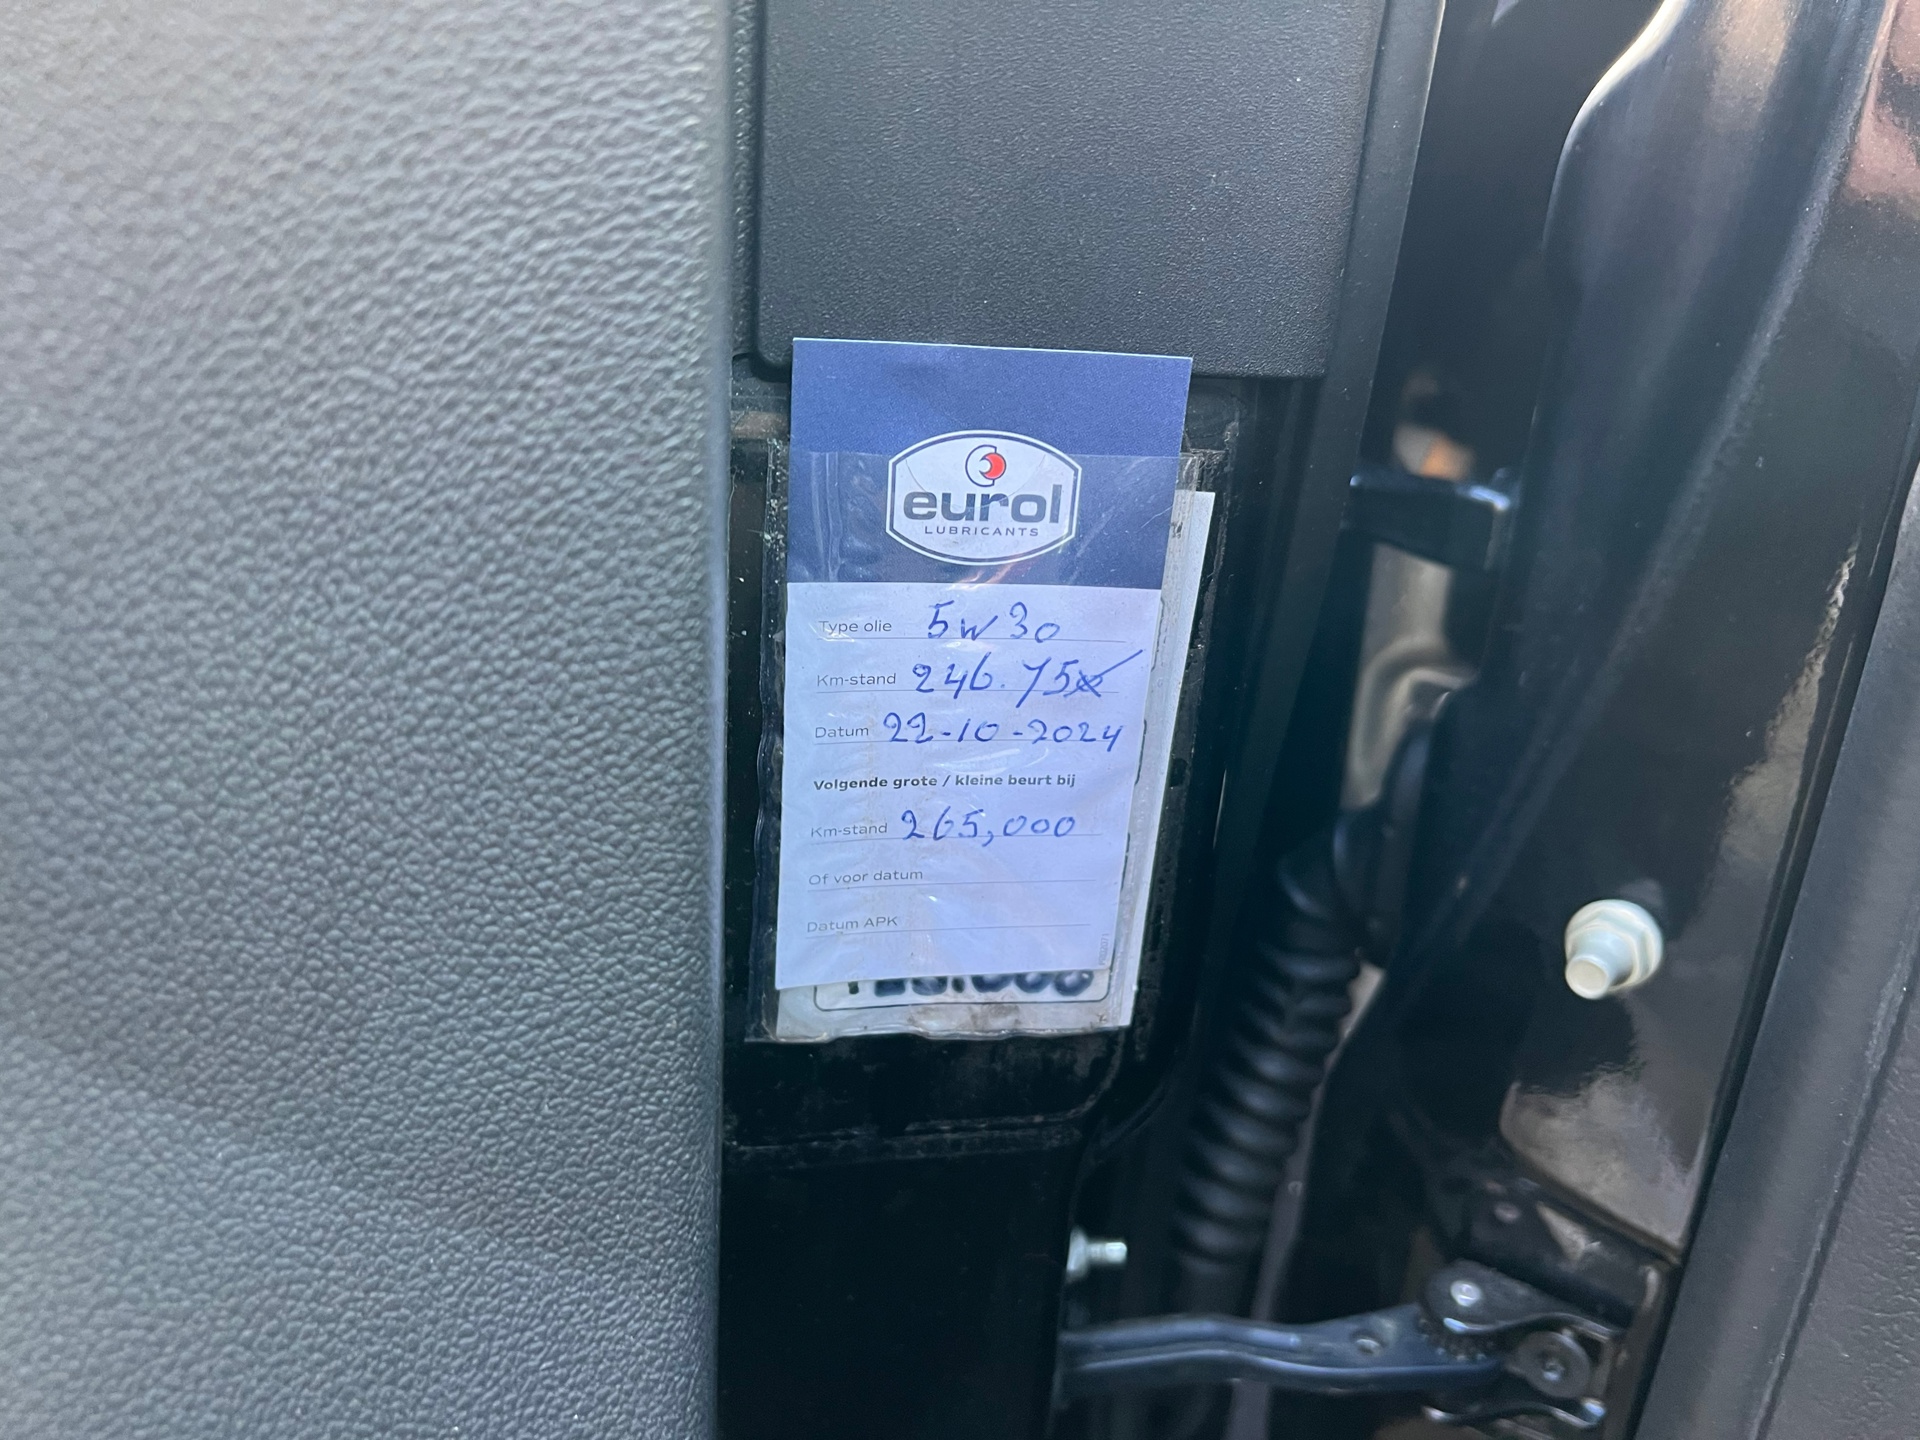 eurol
LUBRICANTS
Type olie 5W30
Km-stand 246.75
Datum 22-10-2024
Volgende grote / kleine beurt bij
Km-stand 265,000
Of voor datum
Datum APK